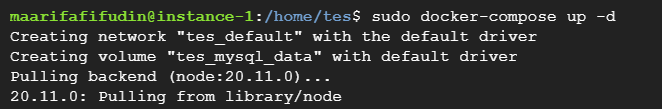 maarifafifudin@instance-1:/home/tes$ sudo docker-compose up -d
Creating network "tes_default" with the default driver
Creating volume "tes_mysql_data" with default driver
Pulling backend (node:20.11.0)...
20.11.0: Pulling from library/node